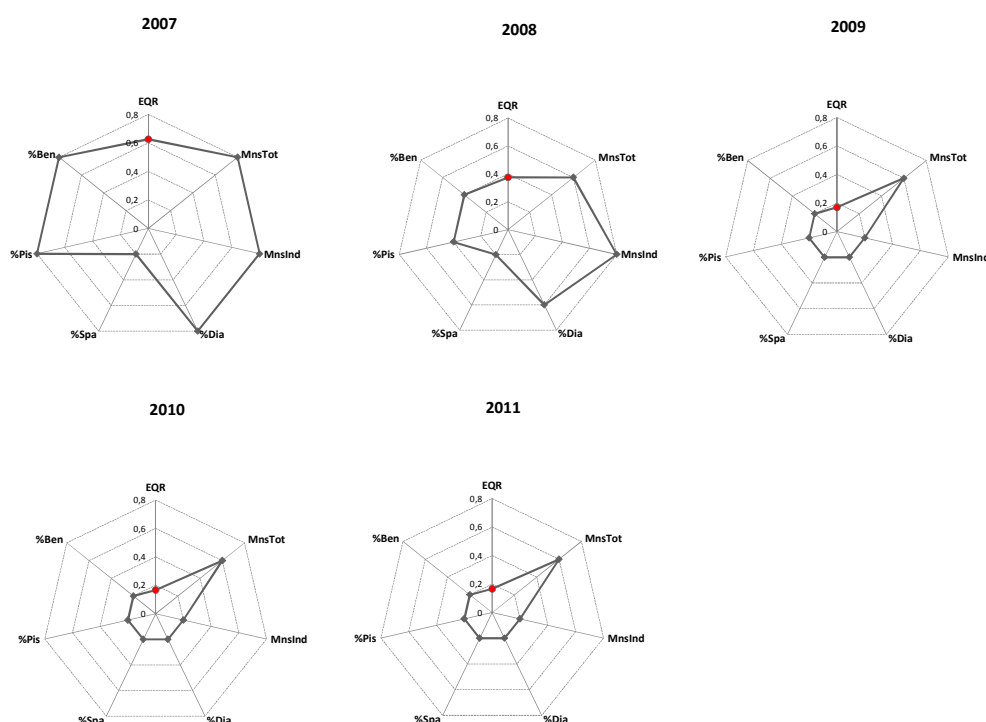 2007
EQR
0,8
0,6
0,4
0,2
0
MnsTot
MnsInd
%Dia
%Spa
%Pis
%Ben
2008
EQR
0,8
0,6
0,4
0,2
0
MnsTot
MnsInd
%Dia
%Spa
%Pis
%Ben
2009
EQR
0,8
0,6
0,4
0,2
0
MnsTot
MnsInd
%Dia
%Spa
%Pis
%Ben
2010
EQR
0,8
0,6
0,4
0,2
0
MnsTot
MnsInd
%Dia
%Spa
%Pis
%Ben
2011
EQR
0,8
0,6
0,4
0,2
0
MnsTot
MnsInd
%Dia
%Spa
%Pis
%Ben